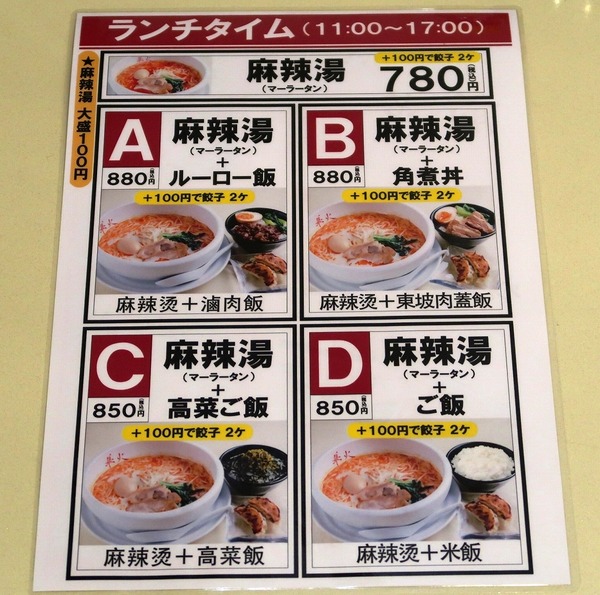 ランチタイム(11:00〜17:00)
★麻辣湯 大盛100円
麻辣湯
(マーラータン)
+100円で餃子 2ケ
780円(税込)
A
880円(税込)
麻辣湯
(マーラータン)
+
ルーロー飯
+100円で餃子 2ケ
麻辣烫+滷肉飯
B
880円(税込)
麻辣湯
(マーラータン)
+
角煮丼
+100円で餃子 2ケ
麻辣烫+東坡肉蓋飯
C
850円(税込)
麻辣湯
(マーラータン)
+
高菜ご飯
+100円で餃子 2ケ
麻辣烫+高菜飯
D
850円(税込)
麻辣湯
(マーラータン)
+
ご飯
+100円で餃子 2ケ
麻辣烫+米飯